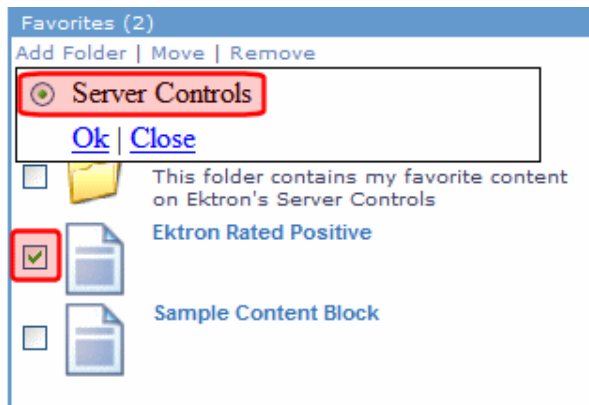 Favorites (2)
Add Folder | Move | Remove
Server Controls
Ok | Close
This folder contains my favorite content
on Ektron's Server Controls
Ektron Rated Positive
Sample Content Block